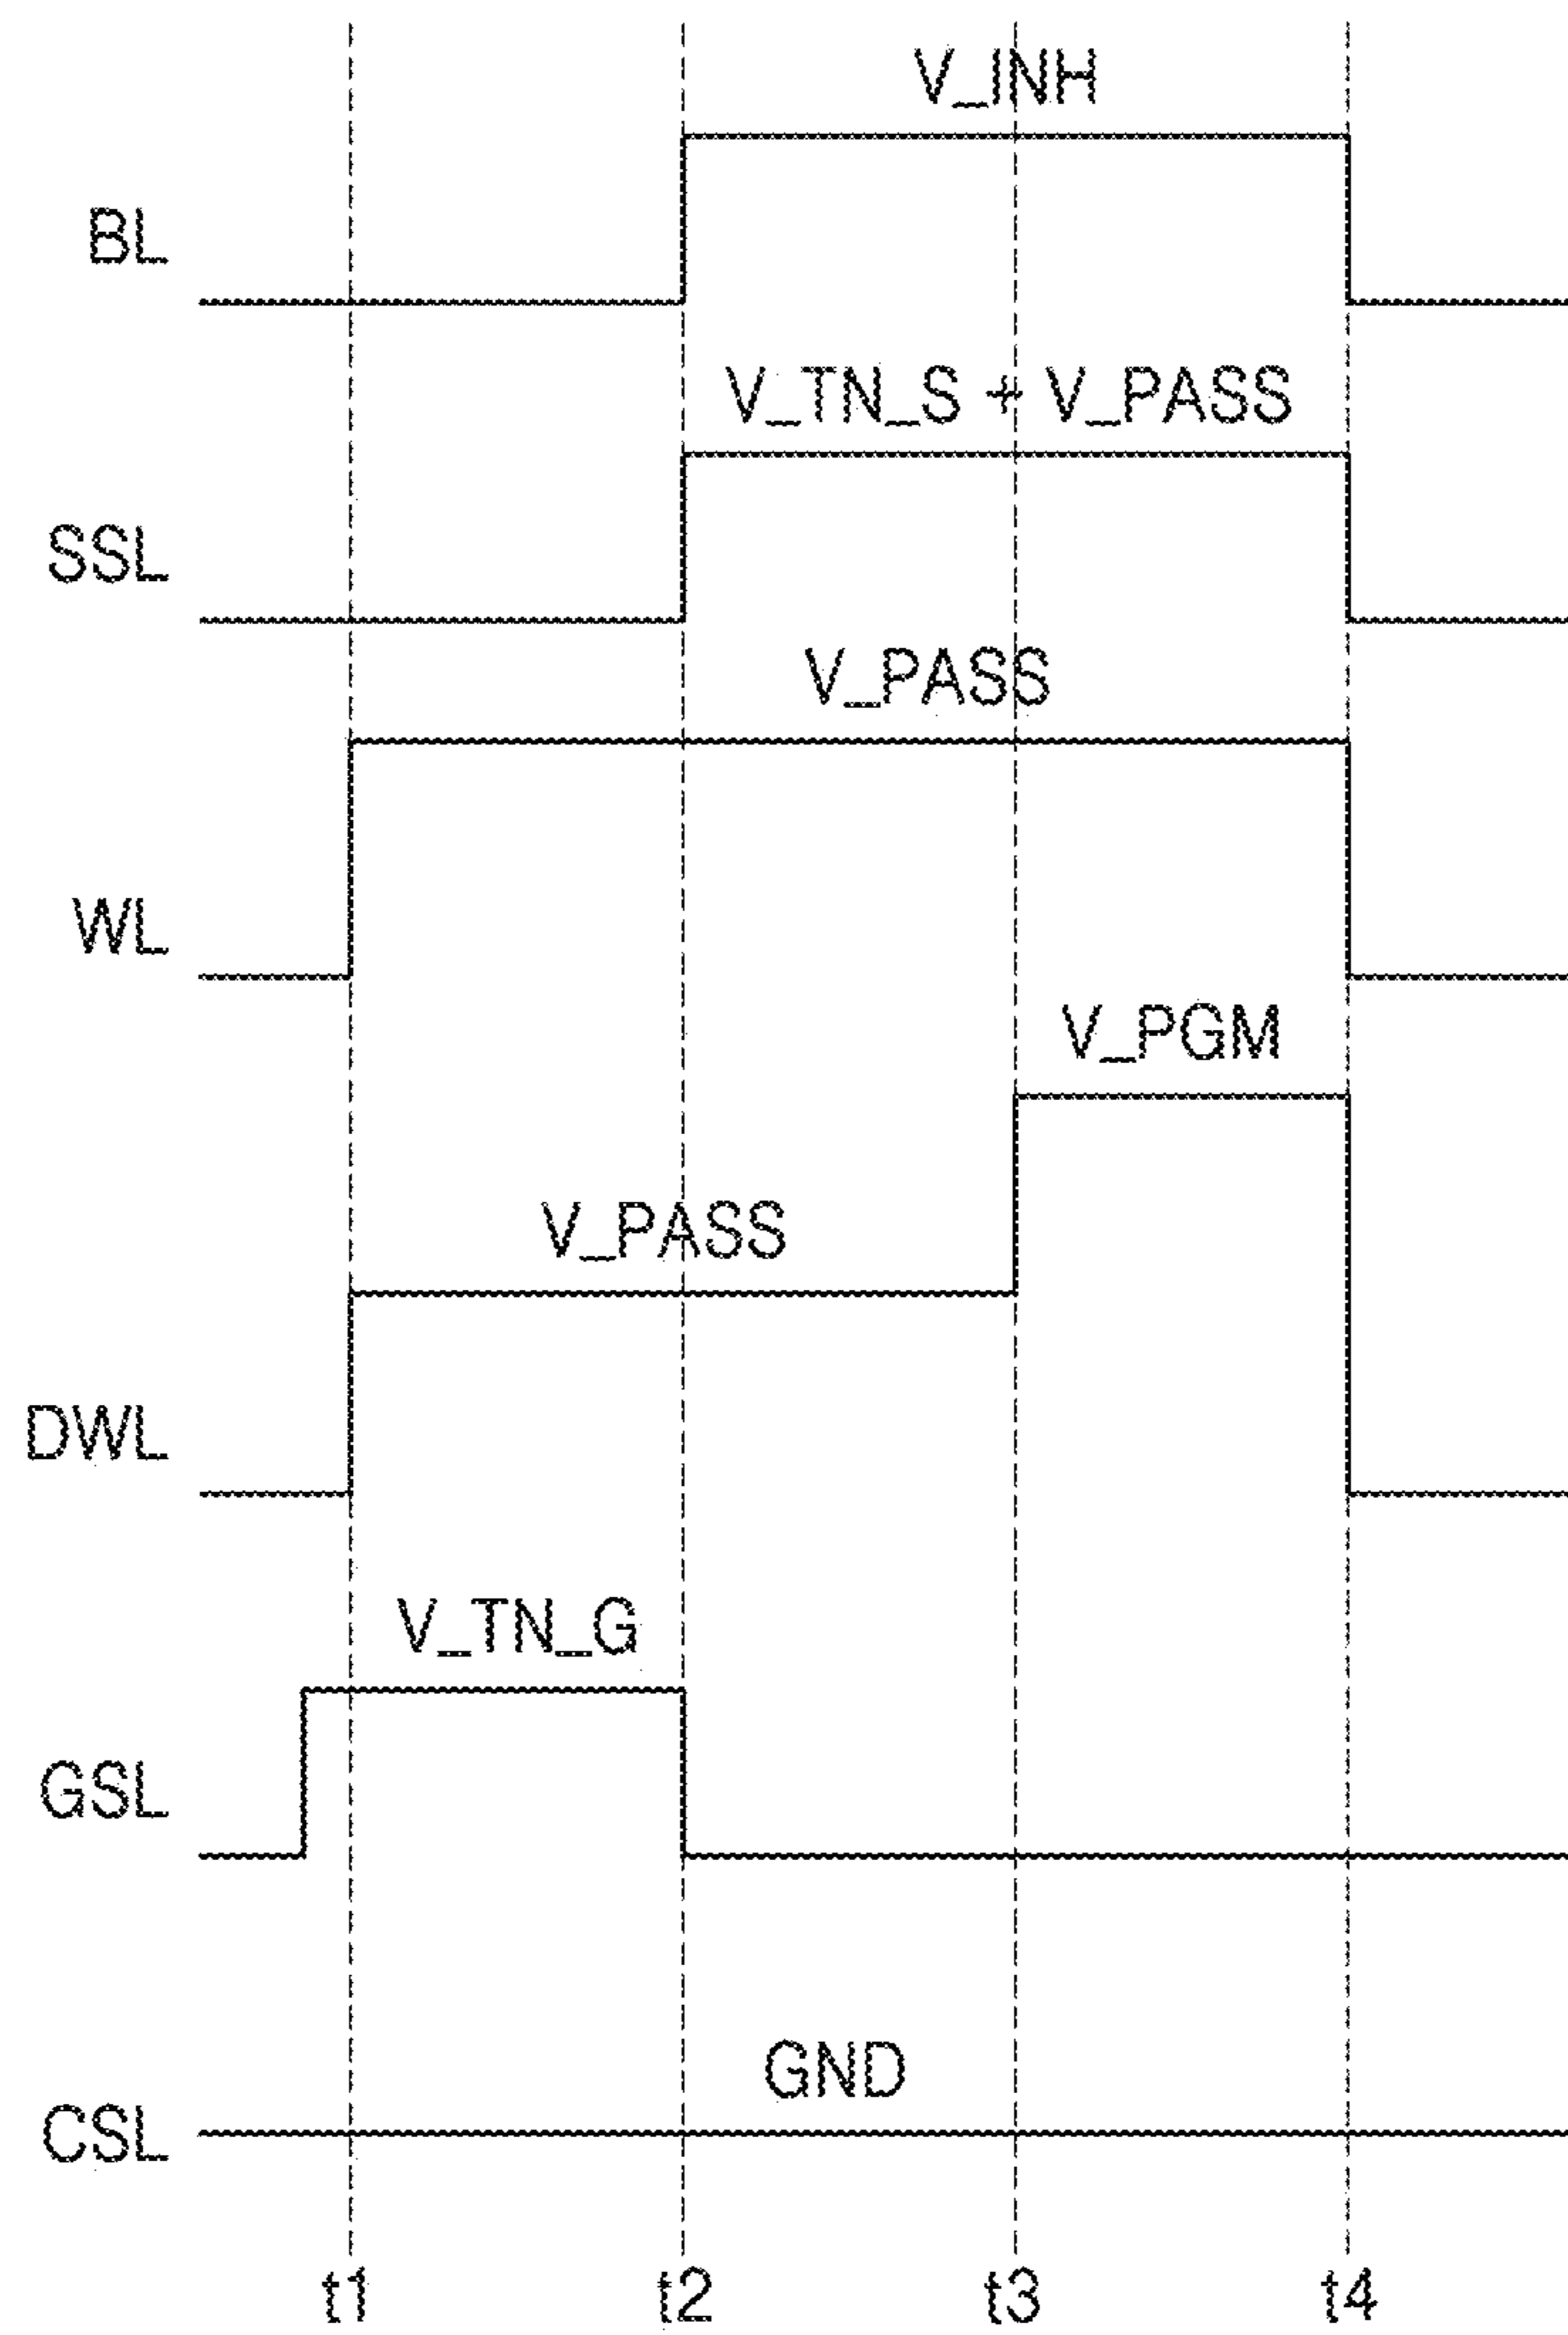 V_INH
BL
V_TN_S + V_PASS
SSL
V_PASS
WL
V_PGM
V_PASS
DWL
V_TN_G
GSL
GND
CSL
t1 t2 t3 t4